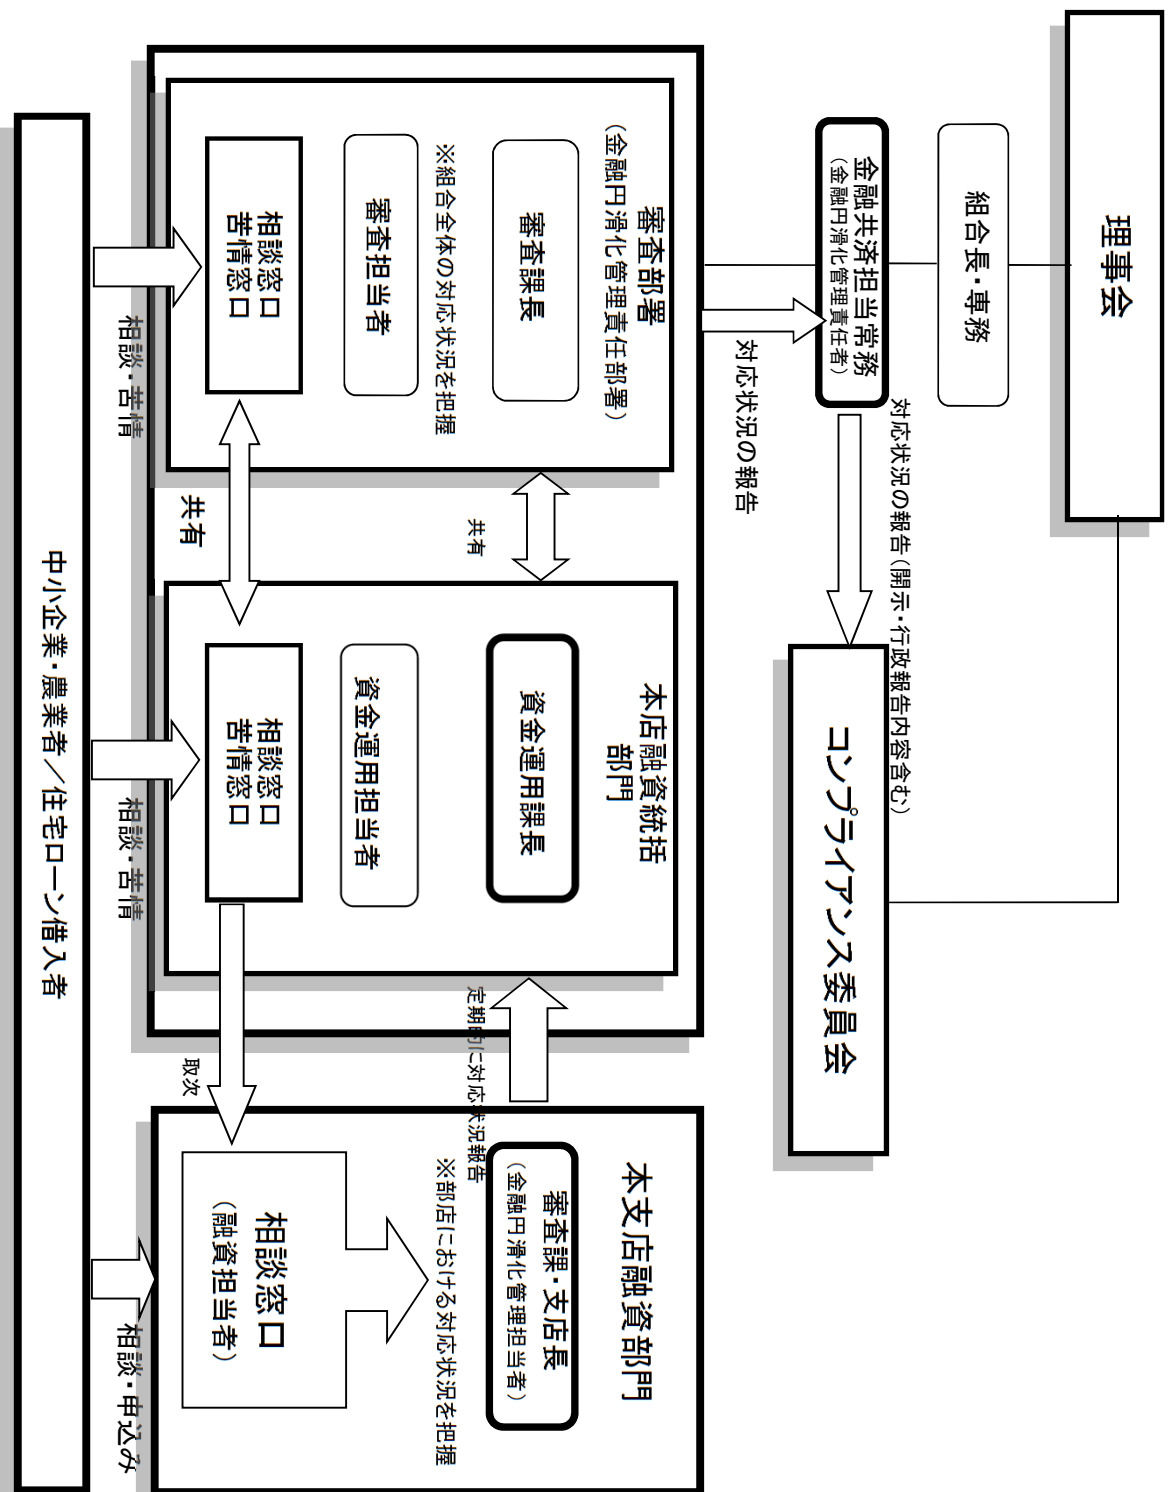 理事会
組合長・専務
金融共済担当常務
（金融円滑化管理責任者）
対応状況の報告（開示・行政報告内容含む）
コンプライアンス委員会
対応状況の報告
審査部署
（金融円滑化管理責任部署）
審査課長
※組合全体の対応状況を把握
審査担当者
相談窓口
苦情窓口
共有
共有
本店融資統括
部門
資金運用課長
資金運用担当者
相談窓口
苦情窓口
定期的に対応状況報告
取次
本支店融資部門
審査課・支店長
（金融円滑化管理担当者）
※部店における対応状況を把握
相談窓口
（融資担当者）
相談・苦情
相談・苦情
相談・申込み
中小企業・農業者／住宅ローン借入者